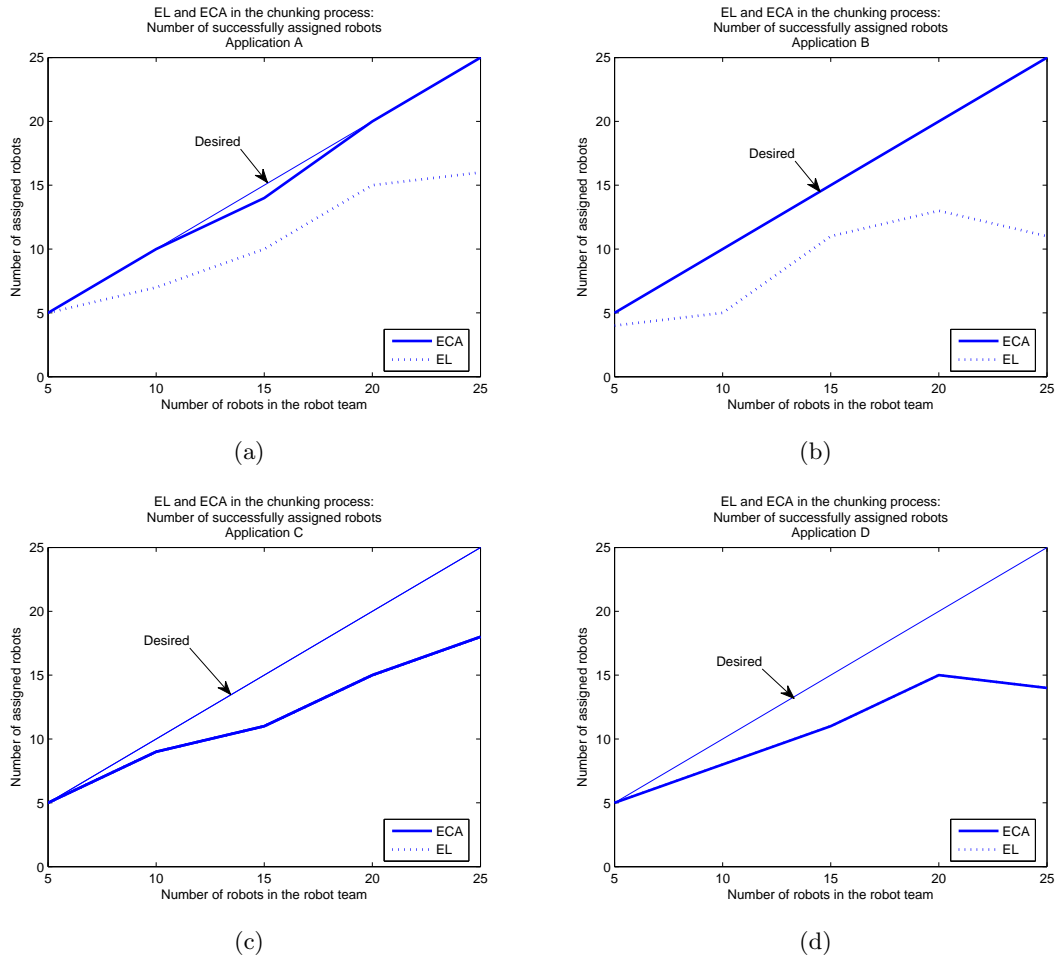 EL and ECA in the chunking process:
Number of successfully assigned robots
Application A
25
20
15
10
5
0
Number of assigned robots
Desired
ECA
EL
5 10 15 20 25
Number of robots in the robot team
(a)
EL and ECA in the chunking process:
Number of successfully assigned robots
Application B
25
20
15
10
5
0
Number of assigned robots
Desired
ECA
EL
5 10 15 20 25
Number of robots in the robot team
(b)
EL and ECA in the chunking process:
Number of successfully assigned robots
Application C
25
20
15
10
5
0
Number of assigned robots
Desired
ECA
EL
5 10 15 20 25
Number of robots in the robot team
(c)
EL and ECA in the chunking process:
Number of successfully assigned robots
Application D
25
20
15
10
5
0
Number of assigned robots
Desired
ECA
EL
5 10 15 20 25
Number of robots in the robot team
(d)